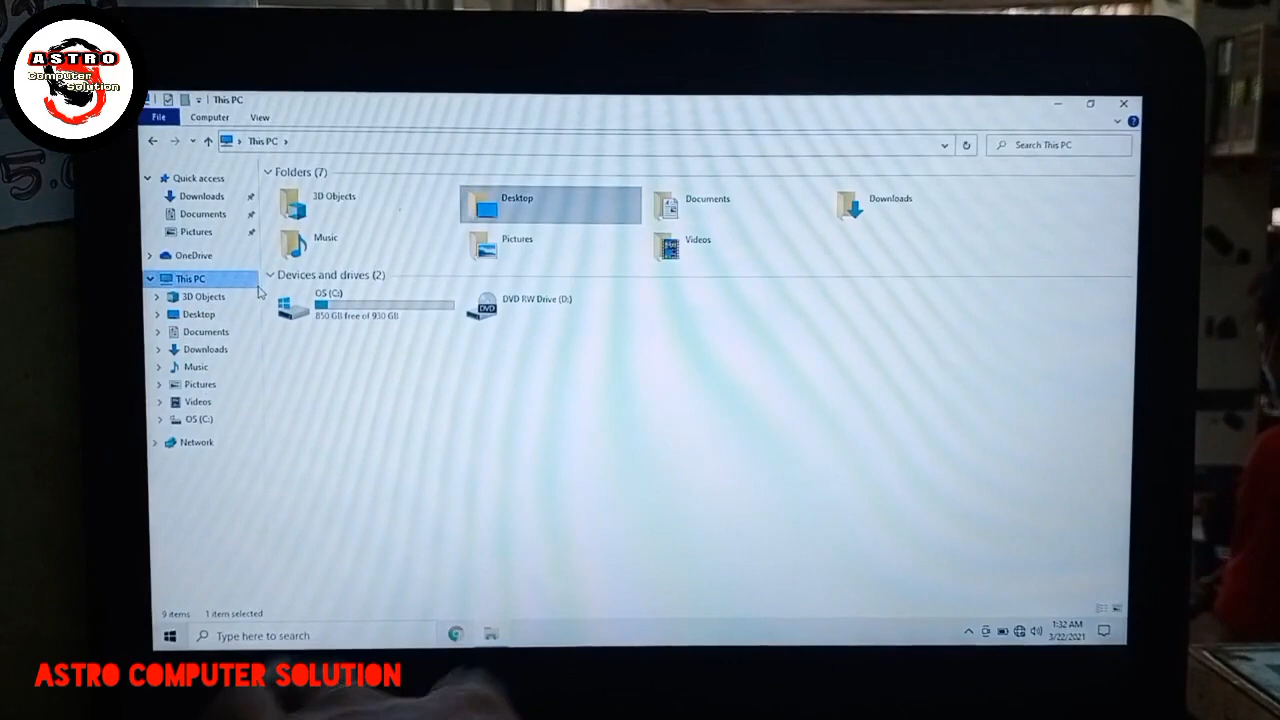 ASTRO
Computer
Solution
This PC
File
Computer
View
This PC
Search This PC
Quick access
Downloads
Documents
Pictures
OneDrive
This PC
3D Objects
Desktop
Documents
Downloads
Music
Pictures
Videos
OS (C:)
Network
Folders (7)
3D Objects
Desktop
Documents
Downloads
Music
Pictures
Videos
Devices and drives (2)
OS (C:)
850 GB free of 930 GB
DVD RW Drive (D:)
DVD
9 items
1 item selected
Type here to search
1:32 AM
3/22/2021
ASTRO COMPUTER SOLUTION